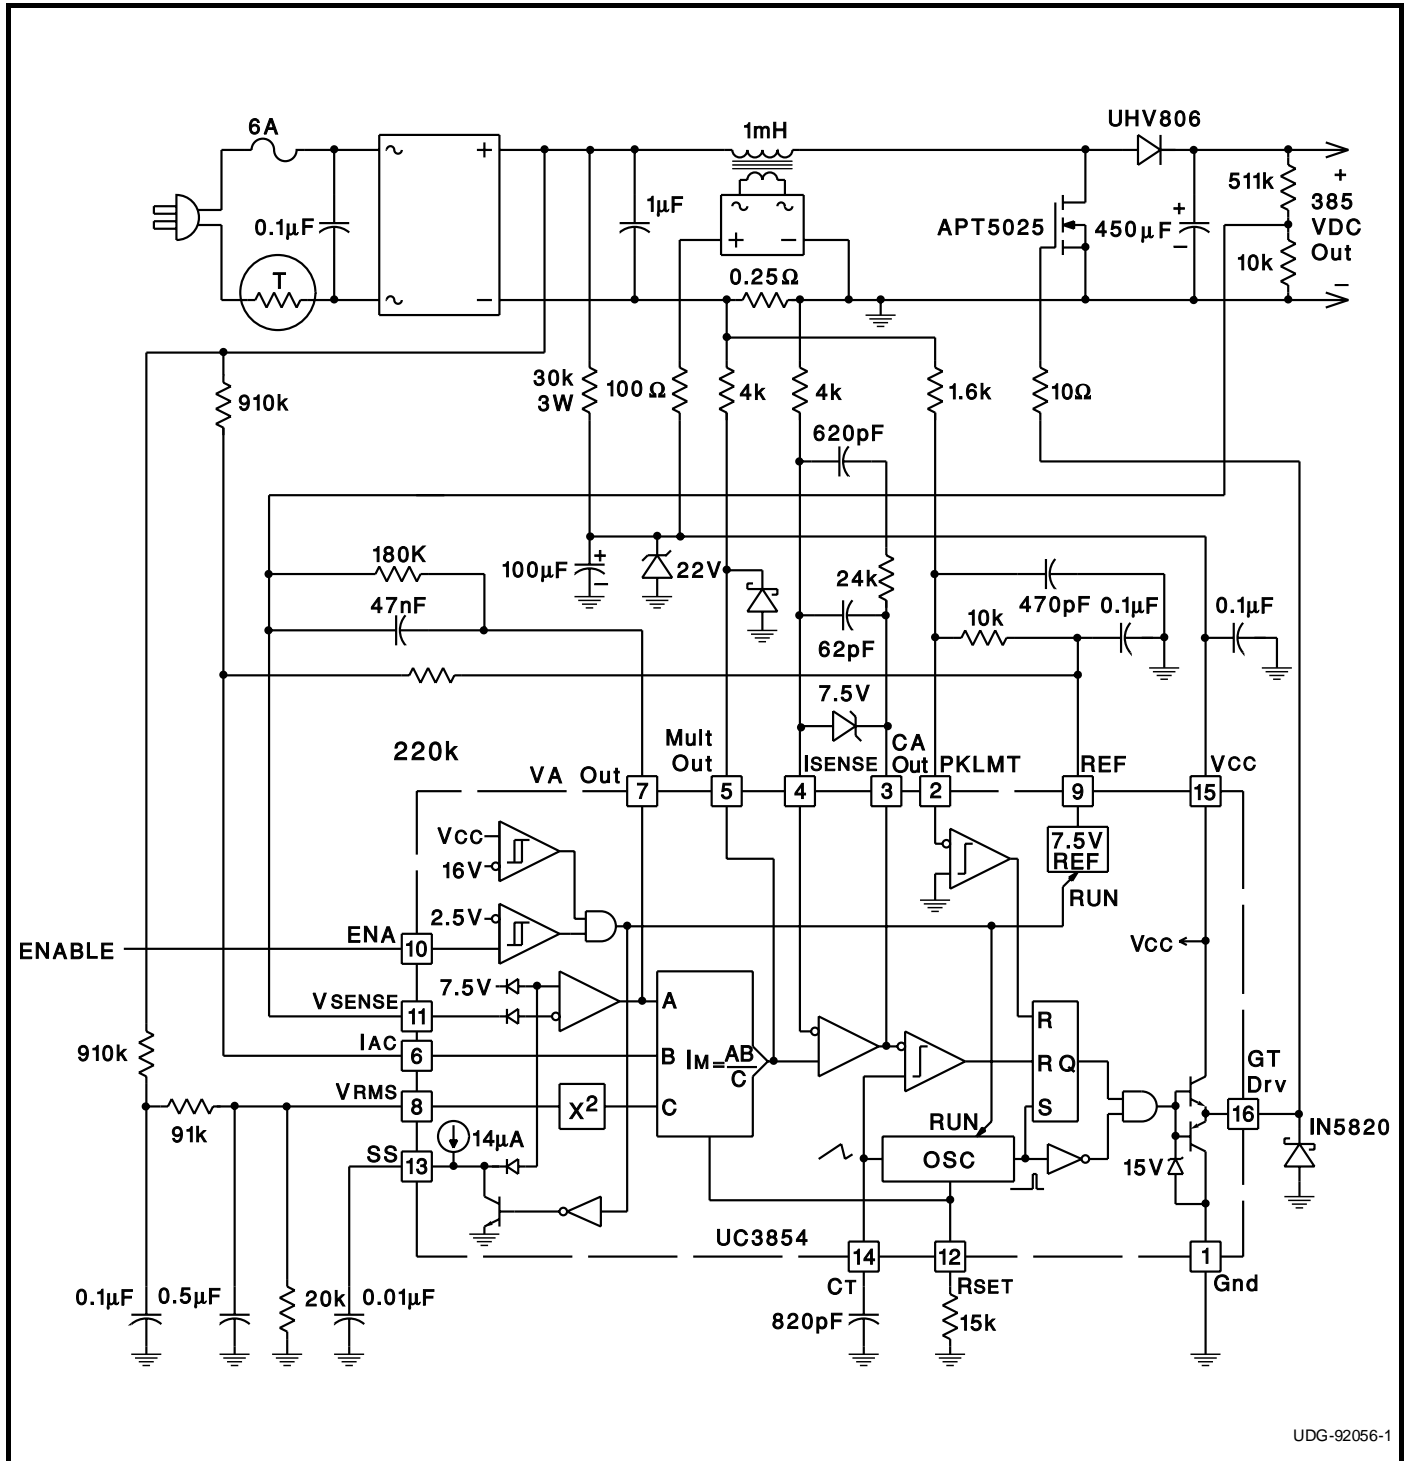 6A
1mH
UHV806
0.1µF
1µF
T
0.25Ω
APT5025
450µF
511k
10k
385
VDC
Out
910k
30k
3W
100Ω
4k
4k
1.6k
10Ω
620pF
180K
47nF
100µF
22V
24k
62pF
470pF
10k
0.1µF
0.1µF
7.5V
220k
VA Out
Mult
Out
ISENSE
CA
Out
PKLMT
REF
VCC
7
5
4
3
2
9
15
VCC
16V
2.5V
7.5V
REF
RUN
ENABLE
ENA
10
VCC
7.5V
VSENSE
11
A
IAC
6
B
IM=AB
C
910k
VRMS
8
X2
C
91k
SS
13
14µA
R
R Q
S
RUN
OSC
15V
GT
Drv
16
IN5820
UC3854
14
12
1
CT
RSET
Gnd
0.1µF
0.5µF
20k
0.01µF
820pF
15k
UDG-92056-1